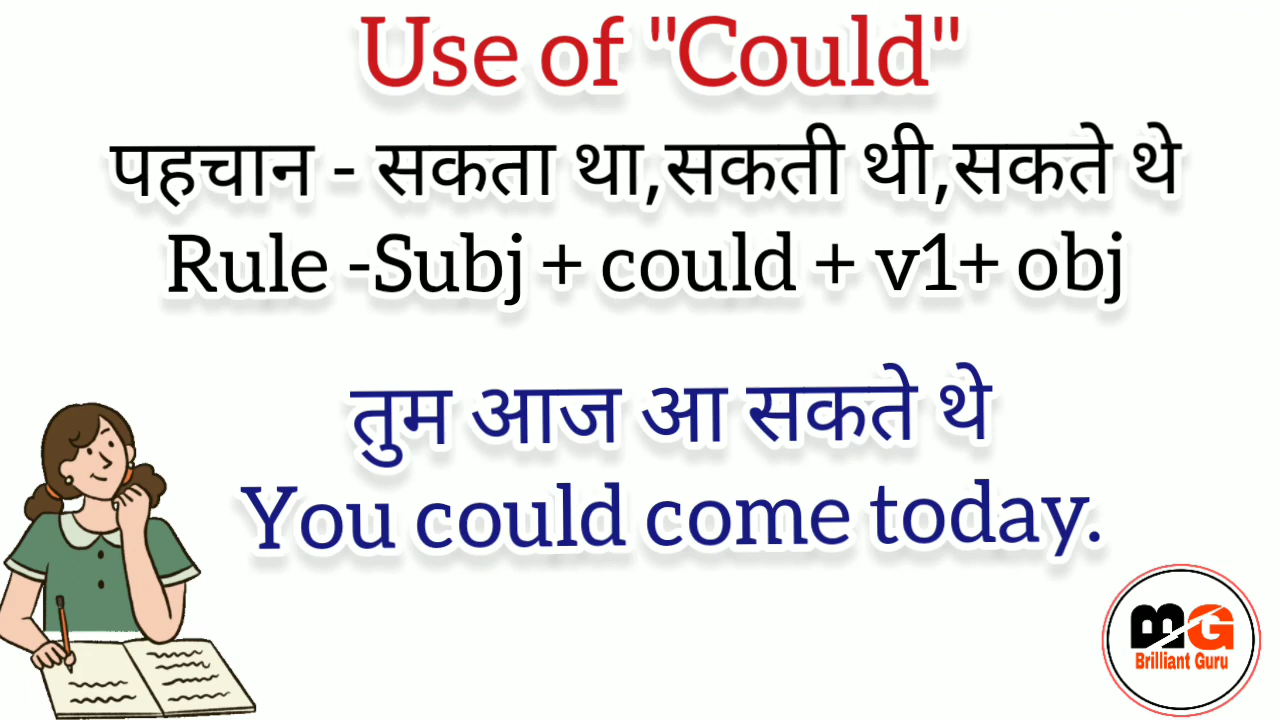 Use of "Could"
पहचान - सकता था,सकती थी,सकते थे
Rule -Subj + could + v1+ obj
तुम आज आ सकते थे
You could come today.
BG
Brilliant Guru